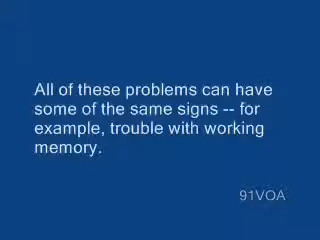 All of these problems can have
some of the same signs -- for
example, trouble with working
memory.
91VOA